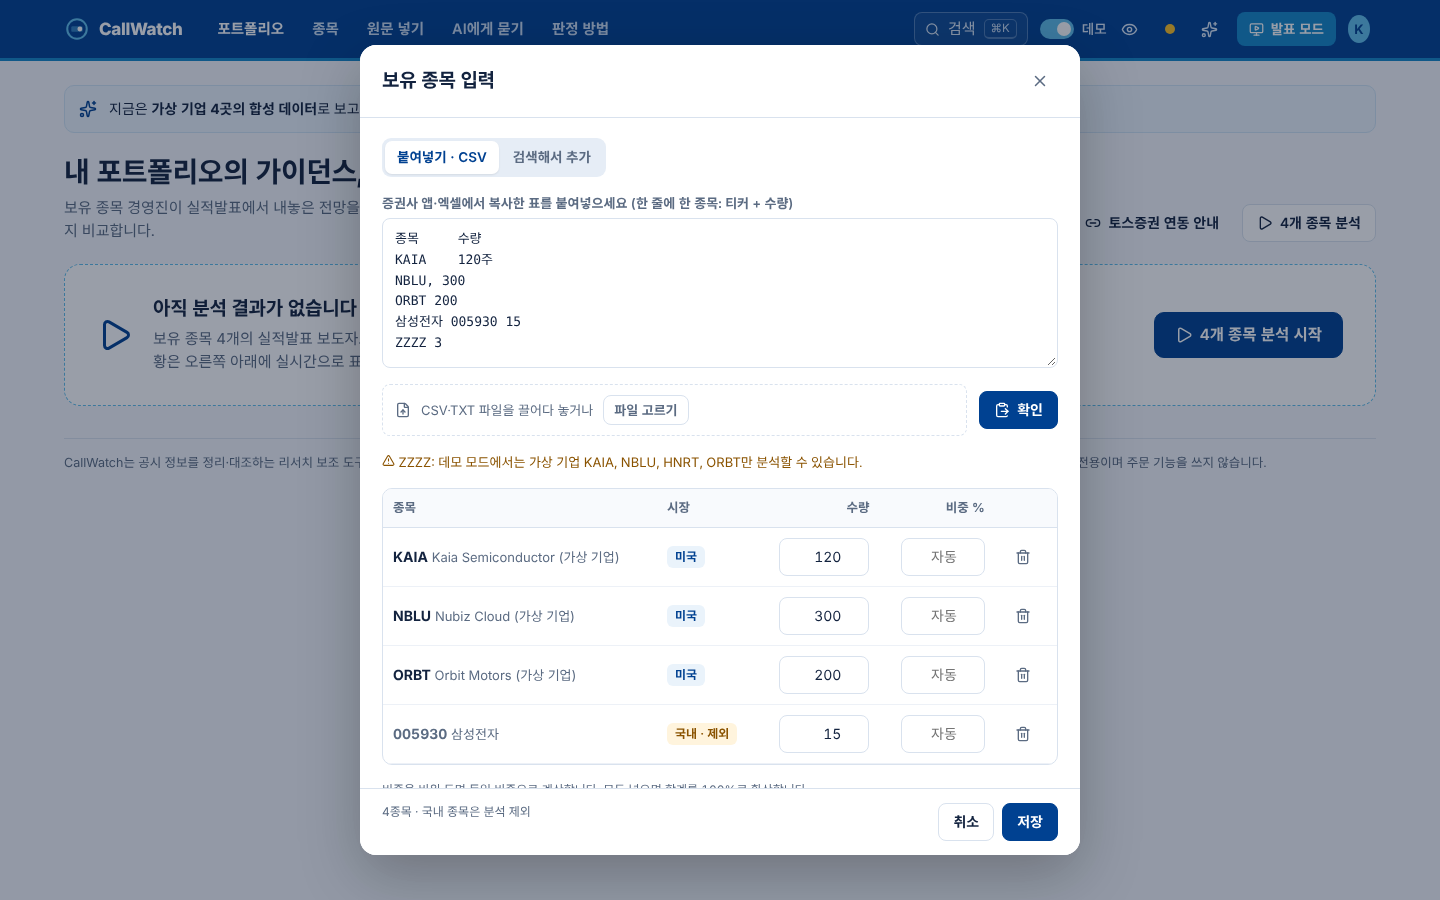 CallWatch 포트폴리오 종목 원문 넣기 AI에게 묻기 판정 방법 검색 ⌘K 데모 발표 모드 K
지금은 가상 기업 4곳의 합성 데이터로 보고
내 포트폴리오의 가이던스,
보유 종목 경영진이 실적발표에서 내놓은 전망을
지 비교합니다.
토스증권 연동 안내
4개 종목 분석
아직 분석 결과가 없습니다
보유 종목 4개의 실적발표 보도자
황은 오른쪽 아래에 실시간으로 표
4개 종목 분석 시작
CallWatch는 공시 정보를 정리·대조하는 리서치 보조 도구
전용이며 주문 기능을 쓰지 않습니다.
보유 종목 입력
붙여넣기 · CSV
검색해서 추가
증권사 앱·엑셀에서 복사한 표를 붙여넣으세요 (한 줄에 한 종목: 티커 + 수량)
종목 수량
KAIA 120주
NBLU, 300
ORBT 200
삼성전자 005930 15
ZZZZ 3
CSV·TXT 파일을 끌어다 놓거나 파일 고르기
확인
ZZZZ: 데모 모드에서는 가상 기업 KAIA, NBLU, HNRT, ORBT만 분석할 수 있습니다.
종목 시장 수량 비중 %
KAIA Kaia Semiconductor (가상 기업) 미국 120 자동
NBLU Nubiz Cloud (가상 기업) 미국 300 자동
ORBT Orbit Motors (가상 기업) 미국 200 자동
005930 삼성전자 국내 · 제외 15 자동
4종목 · 국내 종목은 분석 제외
취소
저장